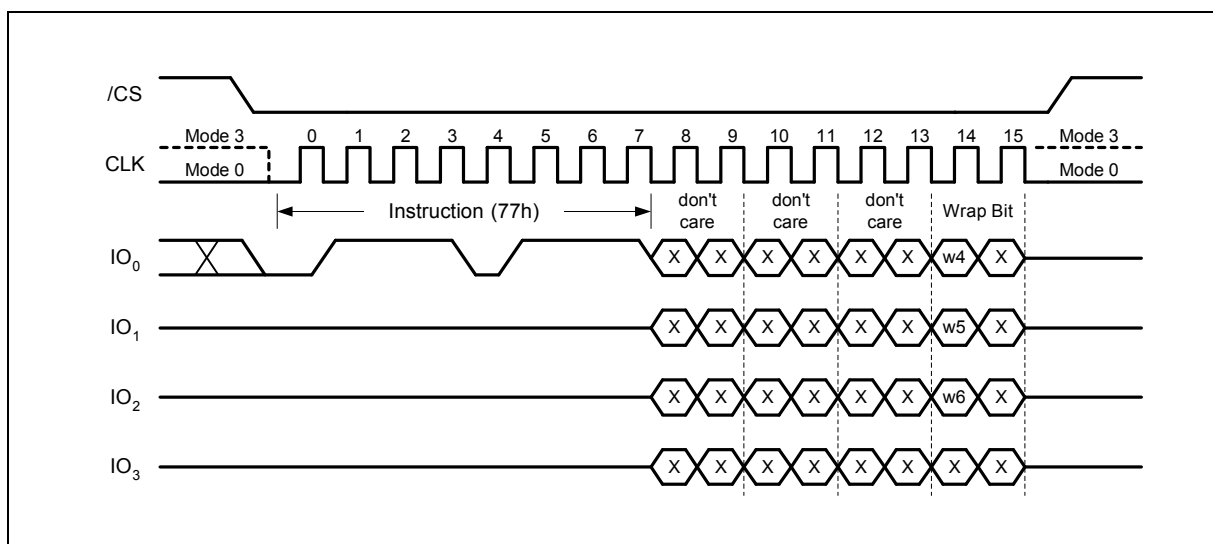 /CS
Mode 3 0 1 2 3 4 5 6 7 8 9 10 11 12 13 14 15 Mode 3
CLK
Mode 0 Mode 0
Instruction (77h) don't care don't care don't care Wrap Bit
IO0 X X X X X X w4 X
IO1 X X X X X X w5 X
IO2 X X X X X X w6 X
IO3 X X X X X X X X